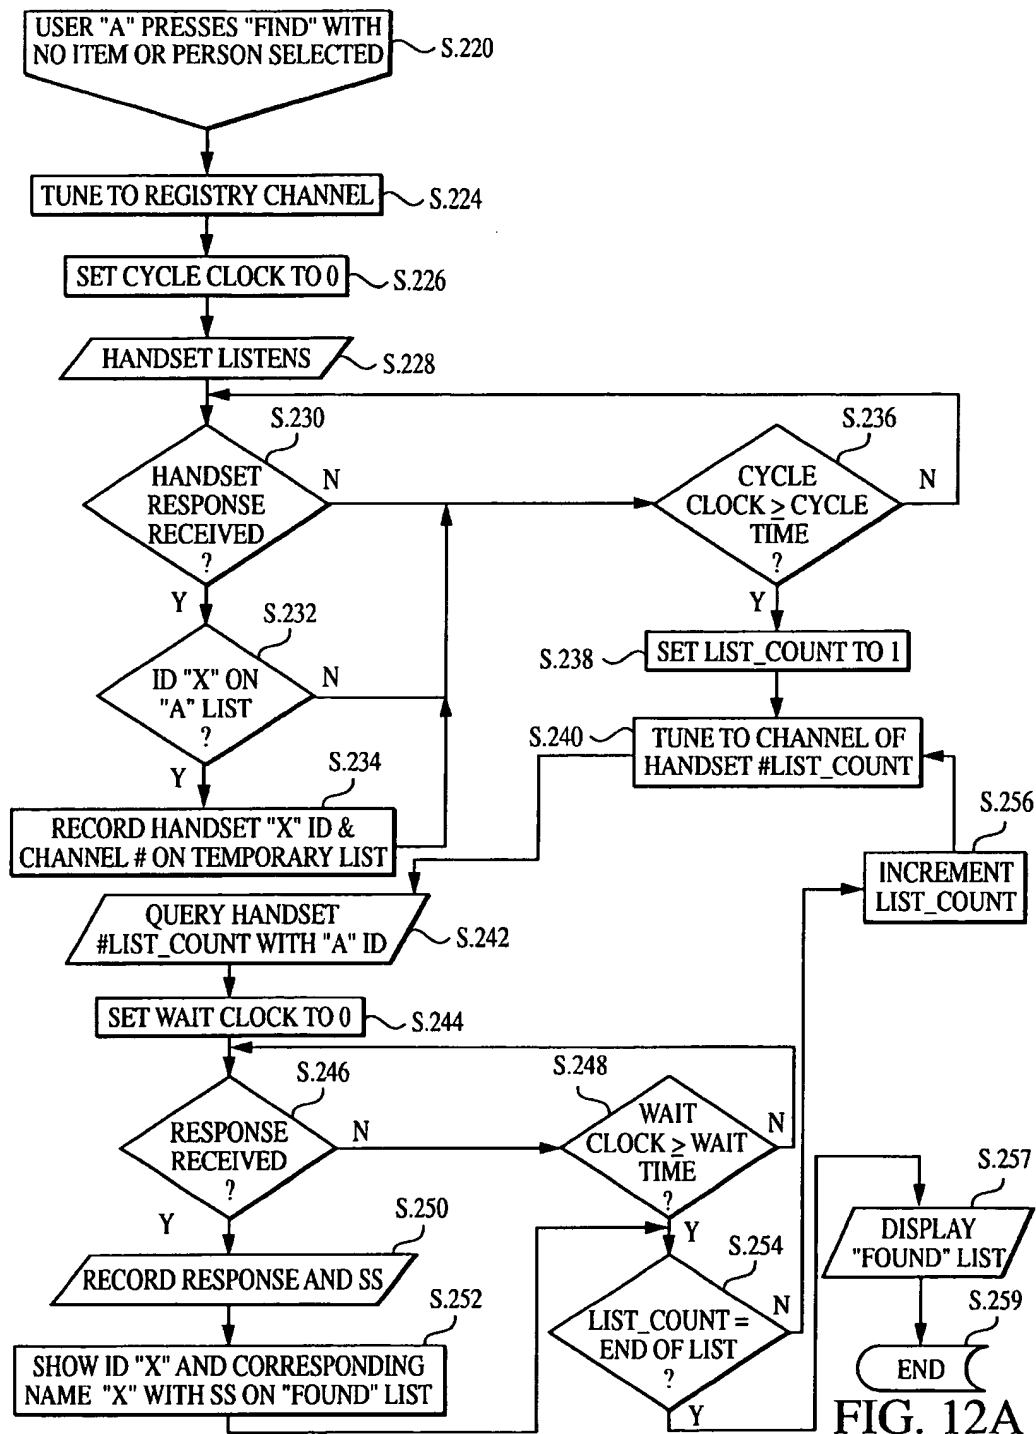 USER "A" PRESSES "FIND" WITH
NO ITEM OR PERSON SELECTED
S.220
TUNE TO REGISTRY CHANNEL
S.224
SET CYCLE CLOCK TO 0
S.226
HANDSET LISTENS
S.228
S.230
HANDSET
RESPONSE
RECEIVED
?
N
Y
S.236
CYCLE
CLOCK ≥ CYCLE
TIME
?
N
Y
S.232
ID "X" ON
"A" LIST
?
N
Y
S.238
SET LIST_COUNT TO 1
S.240
TUNE TO CHANNEL OF
HANDSET #LIST_COUNT
S.234
RECORD HANDSET "X" ID &
CHANNEL # ON TEMPORARY LIST
S.256
INCREMENT
LIST_COUNT
QUERY HANDSET
#LIST_COUNT WITH "A" ID
S.242
SET WAIT CLOCK TO 0
S.244
S.246
RESPONSE
RECEIVED
?
N
Y
S.248
WAIT
CLOCK ≥ WAIT
TIME
?
N
Y
S.250
RECORD RESPONSE AND SS
S.252
SHOW ID "X" AND CORRESPONDING
NAME "X" WITH SS ON "FOUND" LIST
S.254
LIST_COUNT =
END OF LIST
?
N
Y
S.257
DISPLAY
"FOUND" LIST
S.259
END
FIG. 12A